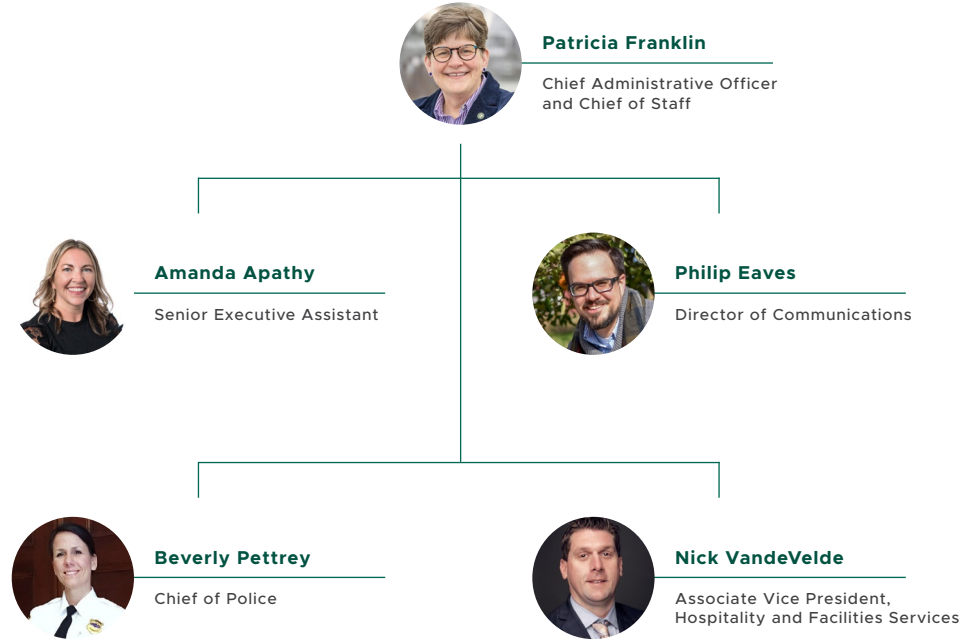 Patricia Franklin
Chief Administrative Officer
and Chief of Staff
Amanda Apathy
Senior Executive Assistant
Philip Eaves
Director of Communications
Beverly Pettrey
Chief of Police
Nick VandeVelde
Associate Vice President,
Hospitality and Facilities Services